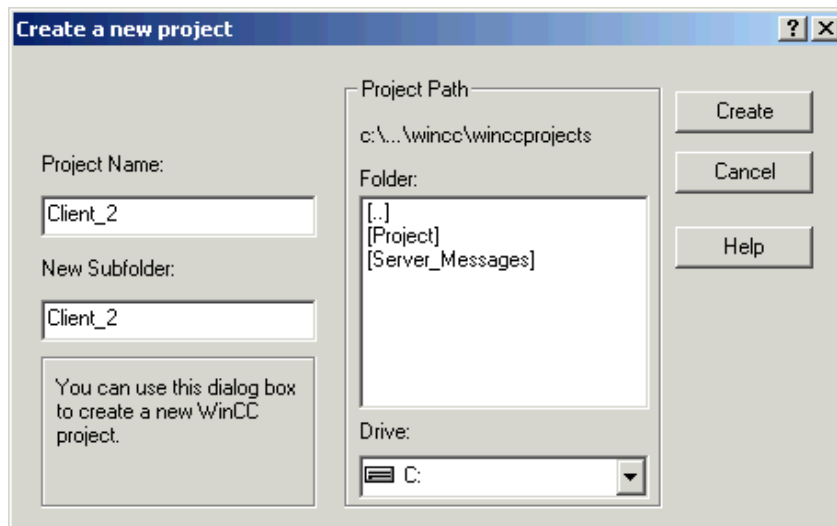 Create a new project
Project Name:
Client_2
New Subfolder:
Client_2
You can use this dialog box
to create a new WinCC
project.
Project Path
c:\...\wincc\winccprojects
Folder:
[..]
[Project]
[Server_Messages]
Drive:
C:
Create
Cancel
Help